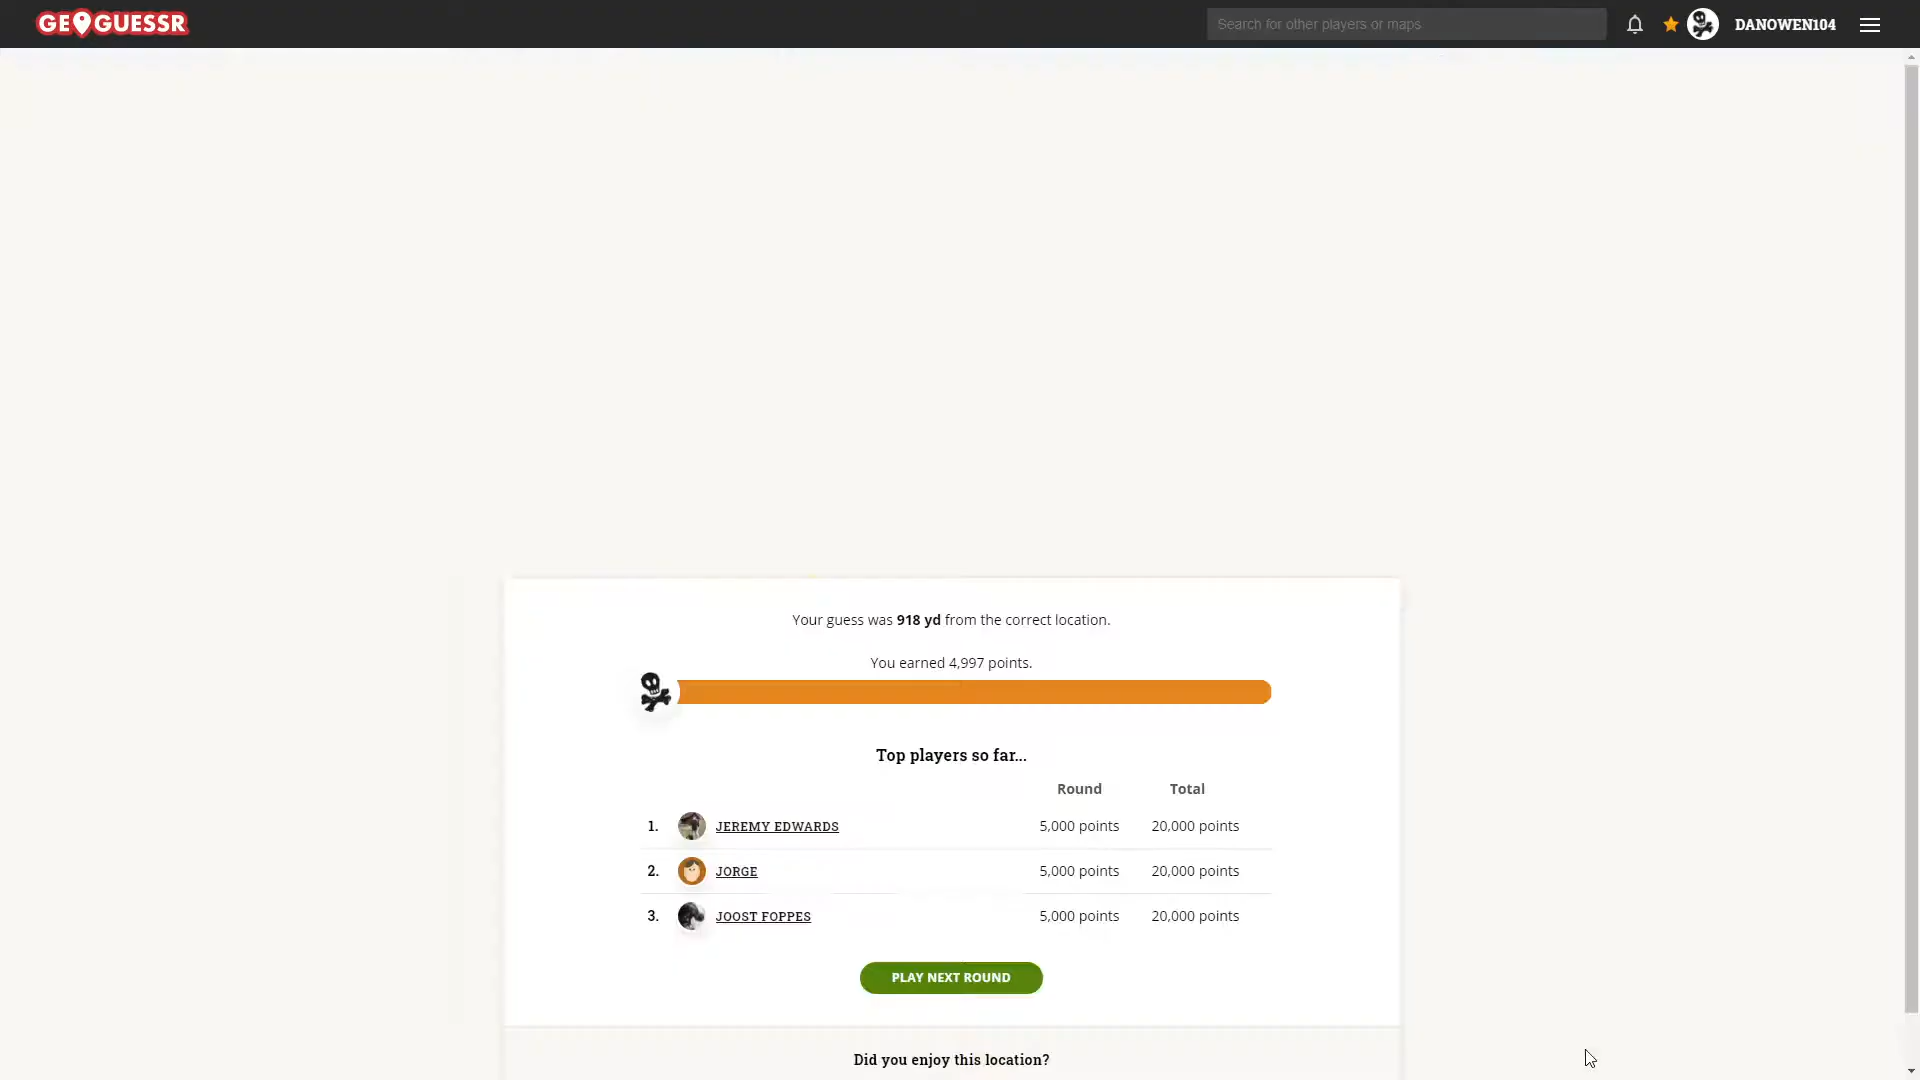 GEOGUESSR
Search for other players or maps
DANOWEN104
Your guess was 918 yd from the correct location.
You earned 4,997 points.
Top players so far...
Round Total
1. JEREMY EDWARDS 5,000 points 20,000 points
2. JORGE 5,000 points 20,000 points
3. JOOST FOPPES 5,000 points 20,000 points
PLAY NEXT ROUND
Did you enjoy this location?